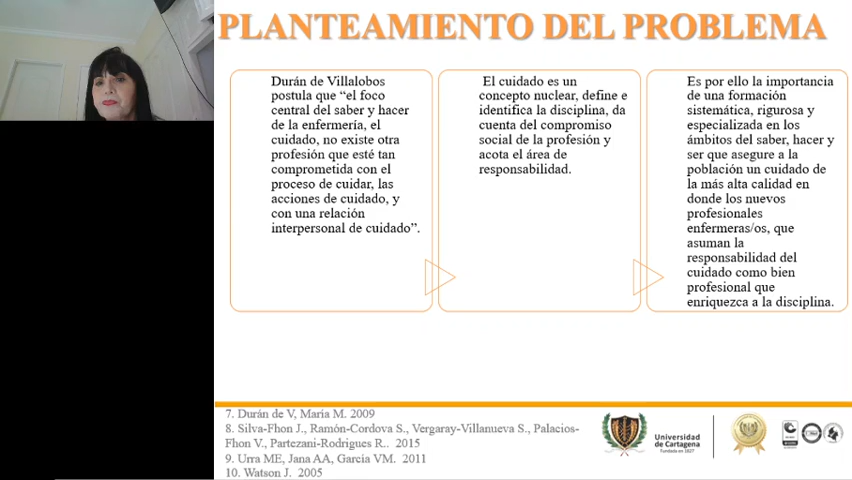 PLANTEAMIENTO DEL PROBLEMA
Durán de Villalobos
postula que “el foco
central del saber y hacer
de la enfermería, el
cuidado, no existe otra
profesión que esté tan
comprometida con el
proceso de cuidar, las
acciones de cuidado, y
con una relación
interpersonal de cuidado”.
El cuidado es un
concepto nuclear, define e
identifica la disciplina, da
cuenta del compromiso
social de la profesión y
acota el área de
responsabilidad.
Es por ello la importancia
de una formación
sistemática, rigurosa y
especializada en los
ámbitos del saber, hacer y
ser que asegure a la
población un cuidado de
la más alta calidad en
donde los nuevos
profesionales
enfermeras/os, que
asuman la
responsabilidad del
cuidado como bien
profesional que
enriquezca a la disciplina.
7. Durán de V, María M. 2009
8. Silva-Fhon J., Ramón-Cordova S., Vergaray-Villanueva S., Palacios-
Fhon V., Partezani-Rodrigues R.. 2015
9. Urra ME, Jana AA, García VM. 2011
10. Watson J. 2005
Universidad
de Cartagena
Fundada en 1827